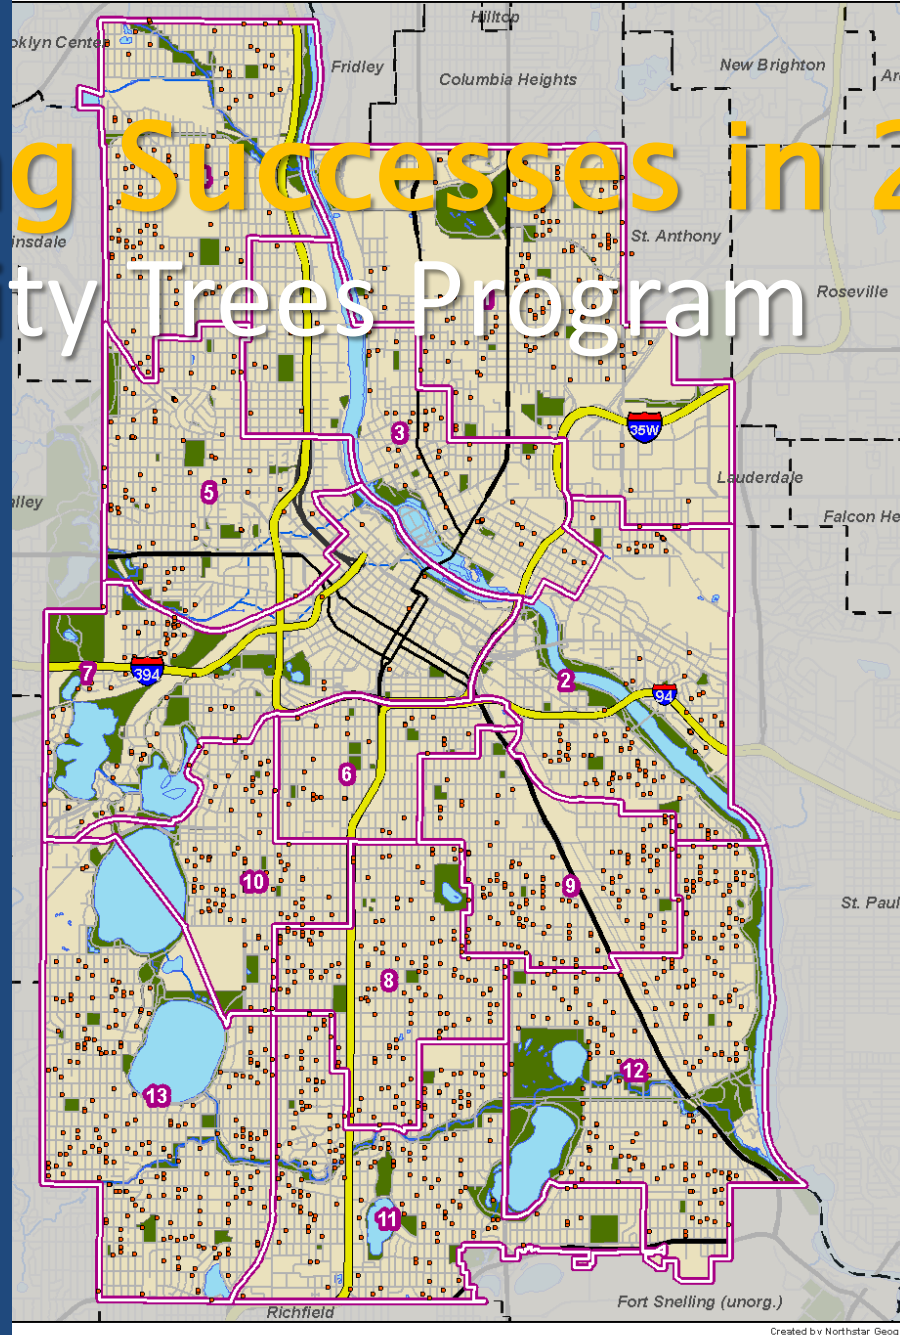 Hilltop
oklyn Cente
Fridley
Columbia Heights
New Brighton
Ar
g Successes in 2
insdale
St. Anthony
ty Trees Program
Roseville
35W
3
5
Lauderdale
alley
Falcon He
7
394
2
94
6
10
9
St. Paul
8
12
13
11
Richfield
Fort Snelling (unorg.)
Created by Northstar Geog